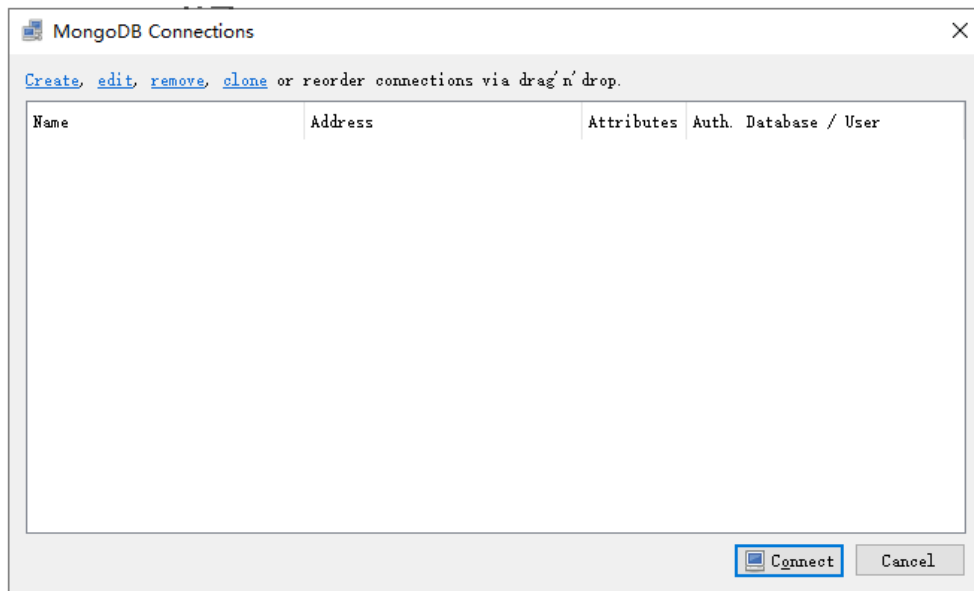 MongoDB Connections
Create, edit, remove, clone or reorder connections via drag'n'drop.
Name Address Attributes Auth. Database / User
Connect Cancel